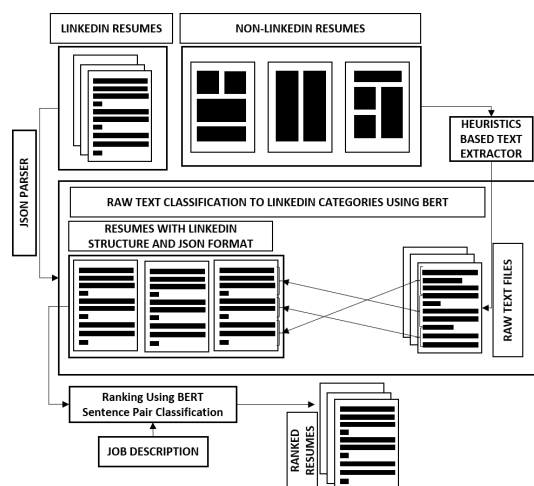 LINKEDIN RESUMES
NON-LINKEDIN RESUMES
JSON PARSER
HEURISTICS
BASED TEXT
EXTRACTOR
RAW TEXT CLASSIFICATION TO LINKEDIN CATEGORIES USING BERT
RESUMES WITH LINKEDIN
STRUCTURE AND JSON FORMAT
RAW TEXT FILES
Ranking Using BERT
Sentence Pair Classification
JOB DESCRIPTION
RANKED
RESUMES